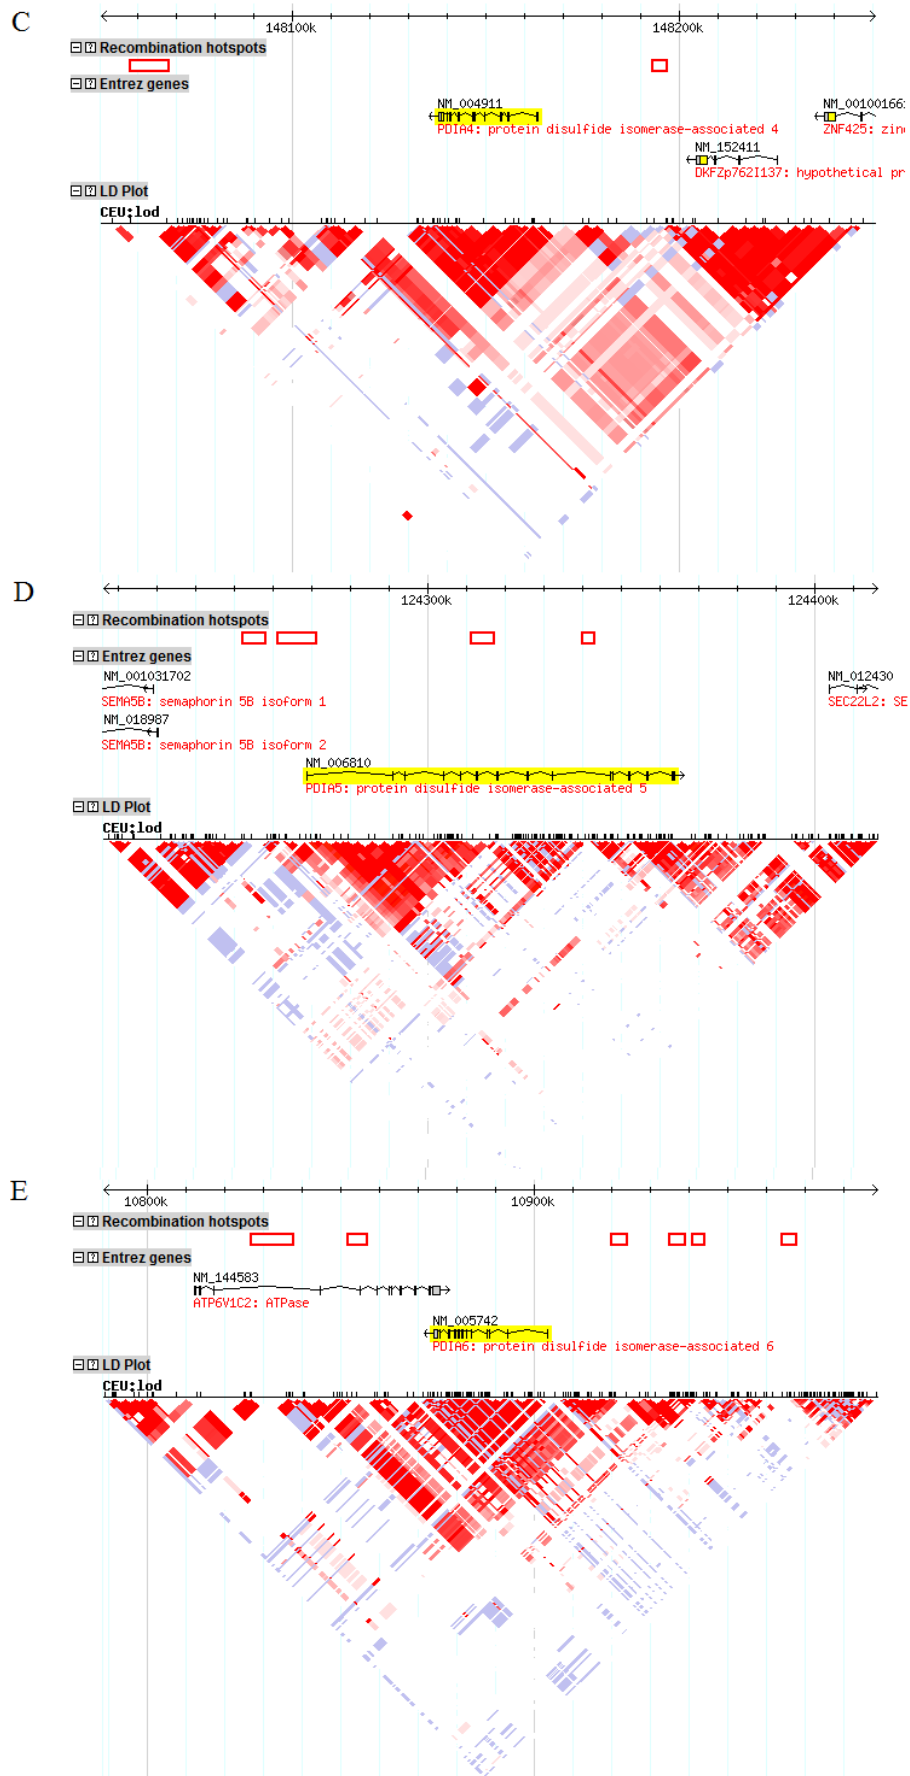 C
148100k 148200k
Recombination hotspots
Entrez genes
NM_004911 NM_00100166
PDIA4: protein disulfide isomerase-associated 4 ZNF425: zin
NM_152411
DKFZp762I137: hypothetical pr
LD Plot
CEU:lod
D
124300k 124400k
Recombination hotspots
Entrez genes
NM_001031702 NM_012430
SEMA5B: semaphorin 5B isoform 1 SEC22L2: SE
NM_018987
SEMA5B: semaphorin 5B isoform 2
NM_006810
PDIA5: protein disulfide isomerase-associated 5
LD Plot
CEU:lod
E
10800k 10900k
Recombination hotspots
Entrez genes
NM_144583
ATP6V1C2: ATPase
NM_005742
PDIA6: protein disulfide isomerase-associated 6
LD Plot
CEU:lod